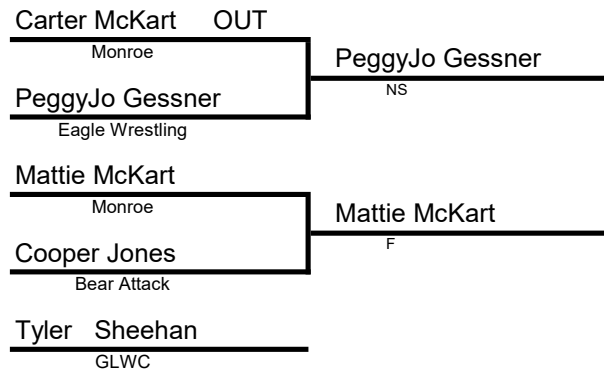 Carter McKart OUT
Monroe
PeggyJo Gessner
NS
PeggyJo Gessner
Eagle Wrestling
Mattie McKart
Monroe
Mattie McKart
F
Cooper Jones
Bear Attack
Tyler Sheehan
GLWC